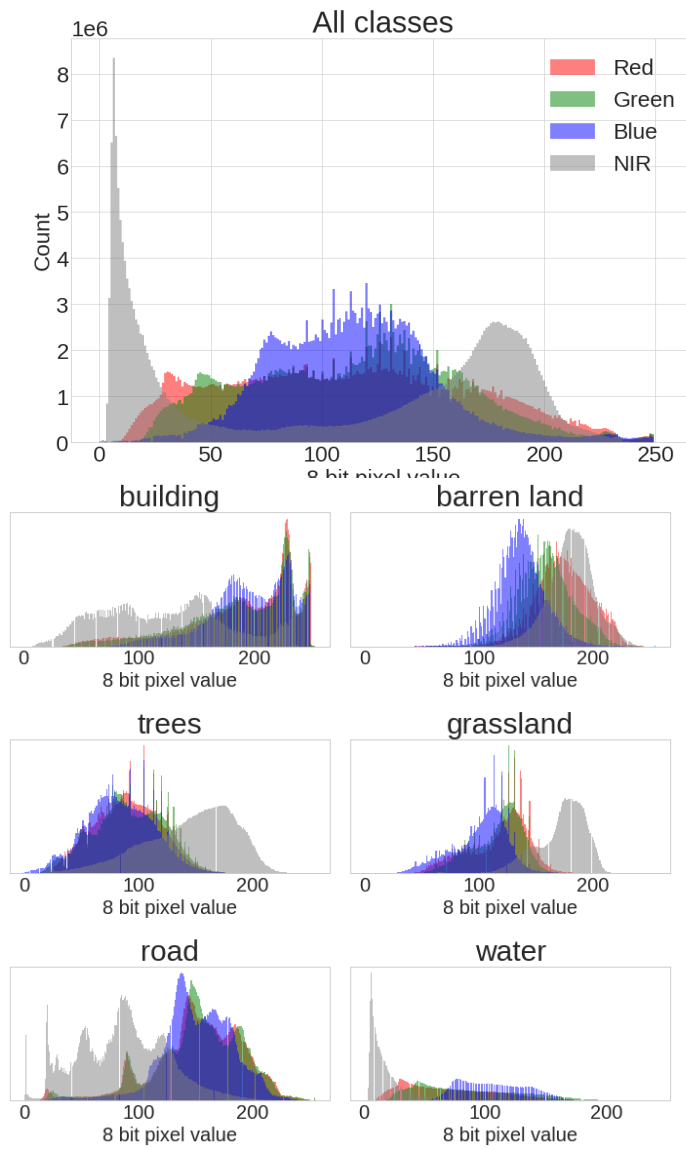 All classes
1e6
8
7
6
5
4
3
2
1
0
Count
Red
Green
Blue
NIR
0 50 100 150 200 250
8 bit pixel value
building barren land
0 100 200 0 100 200
8 bit pixel value 8 bit pixel value
trees grassland
0 100 200 0 100 200
8 bit pixel value 8 bit pixel value
road water
0 100 200 0 100 200
8 bit pixel value 8 bit pixel value